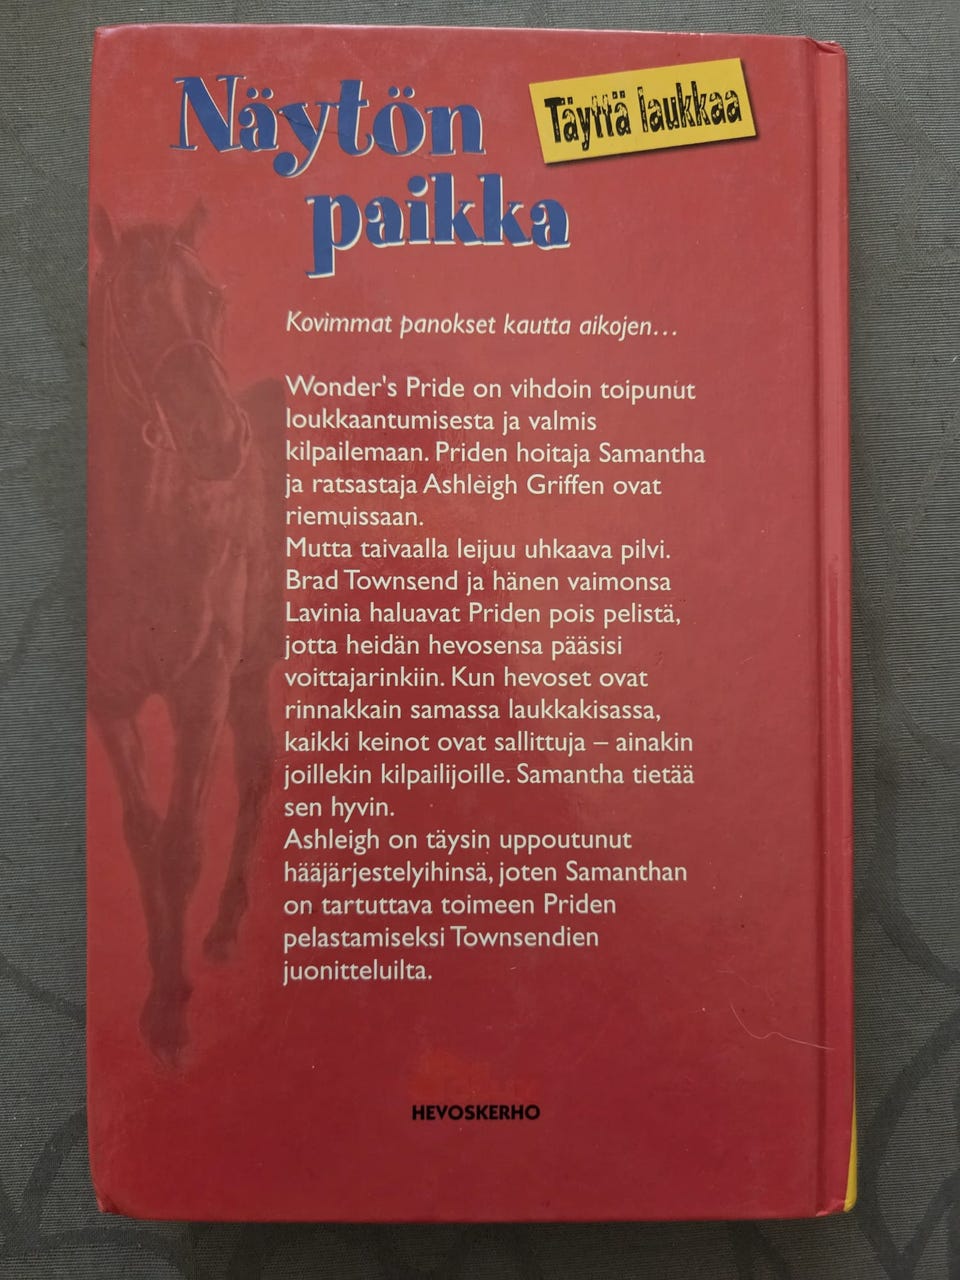 Näytön
paikka
Täyttä laukkaa
Kovimmat panokset kautta aikojen...
Wonder's Pride on vihdoin toipunut
loukkaantumisesta ja valmis
kilpailemaan. Priden hoitaja Samantha
ja ratsastaja Ashleigh Griffen ovat
riemuissaan.
Mutta taivaalla leijuu uhkaava pilvi.
Brad Townsend ja hänen vaimonsa
Lavinia haluavat Priden pois pelistä,
jotta heidän hevosensa pääsisi
voittajarinkiin. Kun hevoset ovat
rinnakkain samassa laukkakisassa,
kaikki keinot ovat sallittuja – ainakin
joillekin kilpailijoille. Samantha tietää
sen hyvin.
Ashleigh on täysin uppoutunut
hääjärjestelyihinsä, joten Samanthan
on tartuttava toimeen Priden
pelastamiseksi Townsendien
juonitteluilta.
HEVOSKERHO